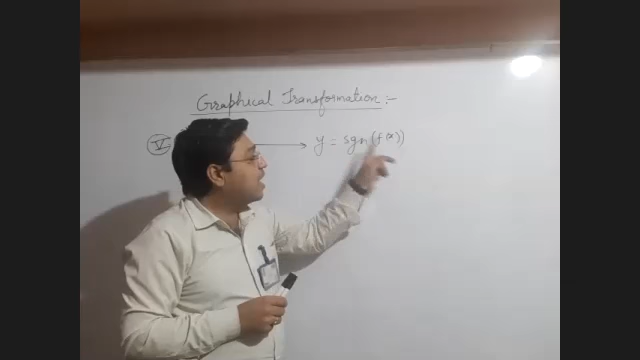 Graphical Transformation :-
V → y = sgn(f(x))